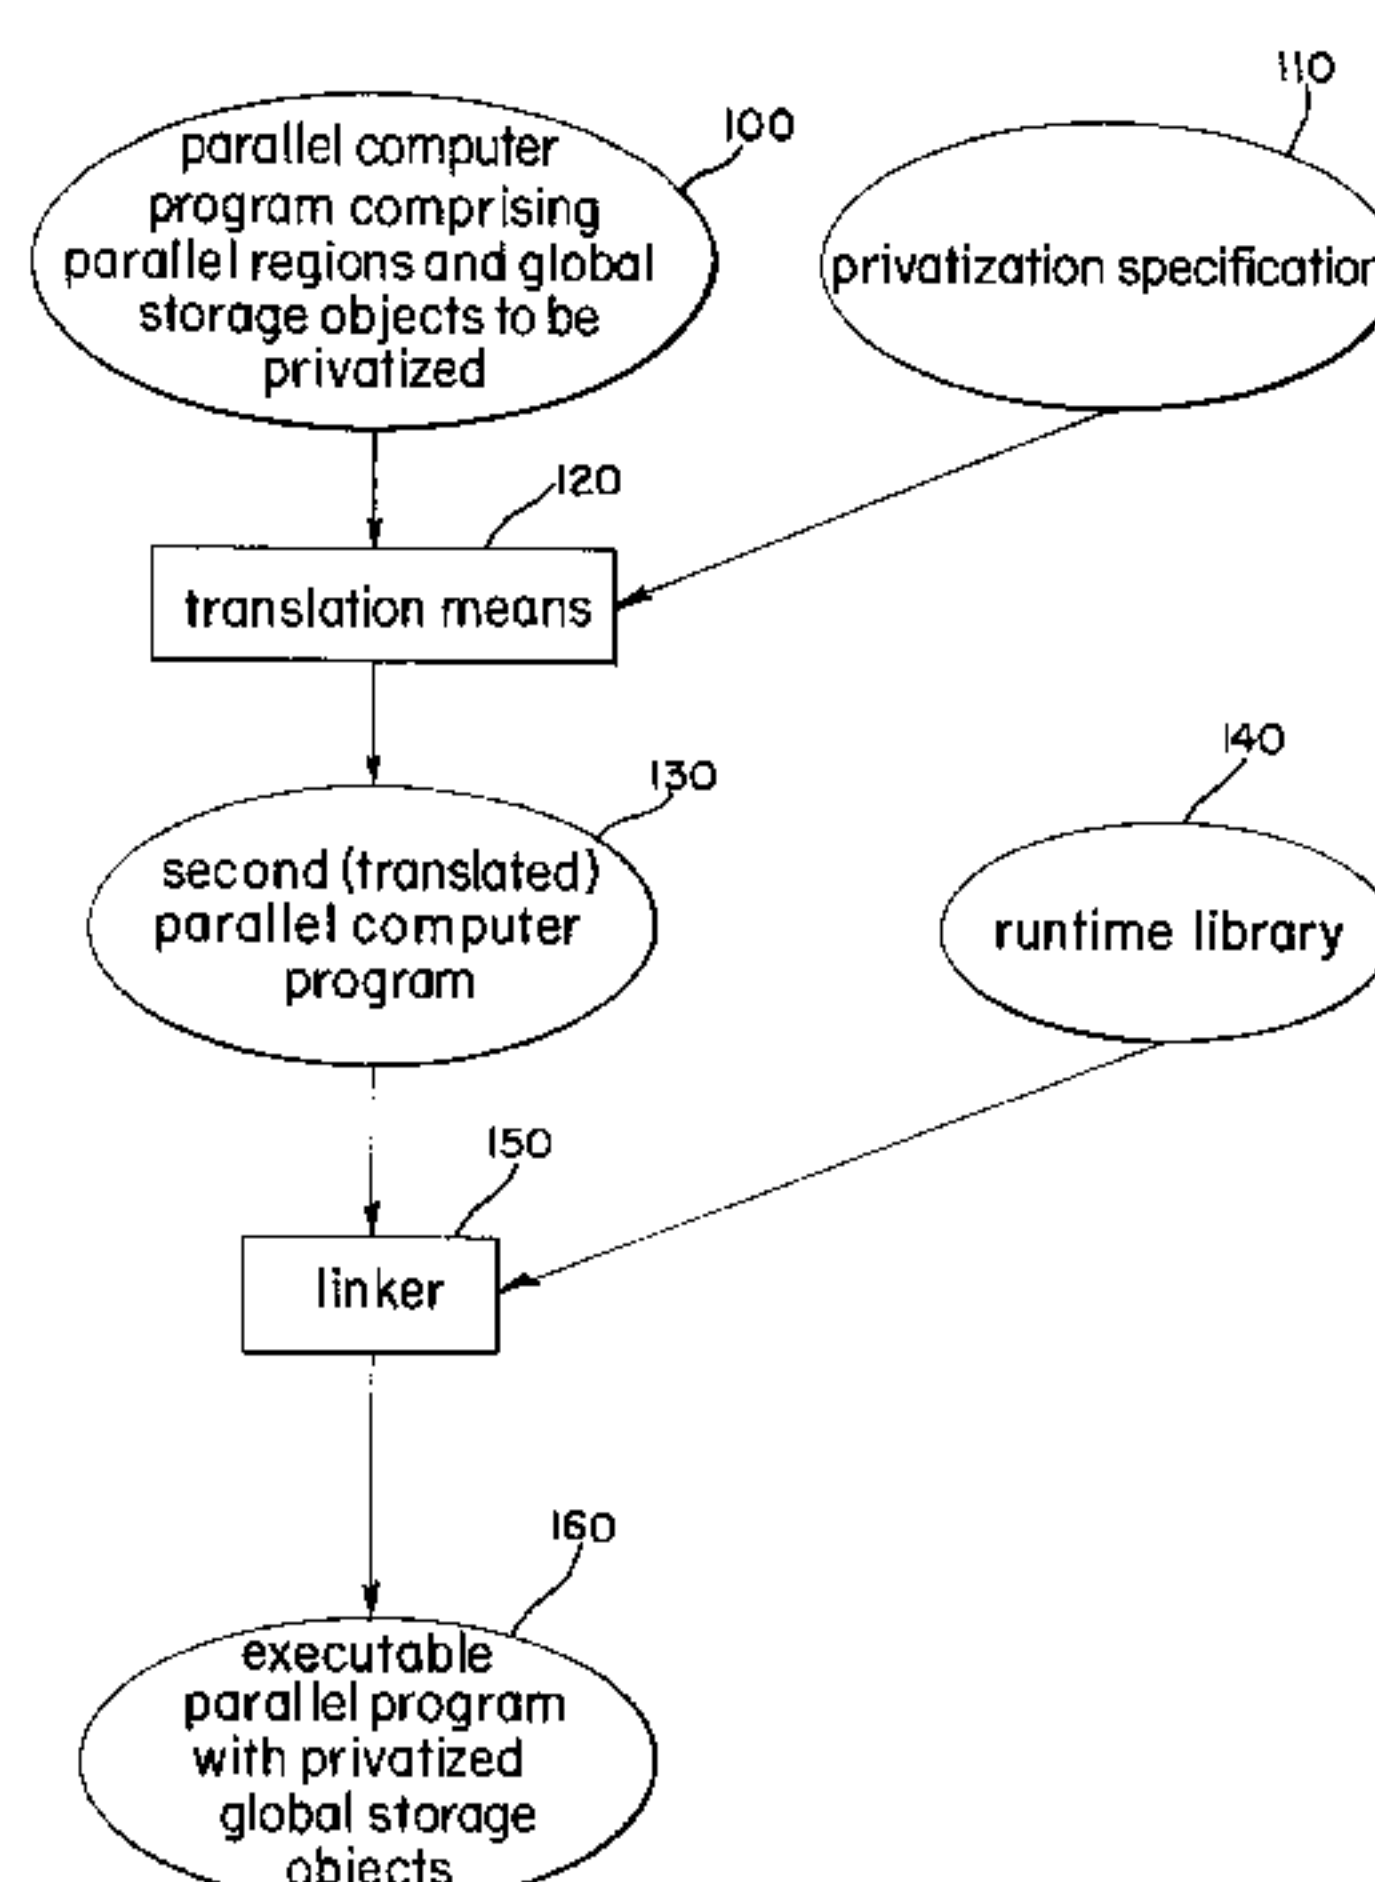 110
100
parallel computer
program comprising
parallel regions and global
storage objects to be
privatized
privatization specification
120
translation means
140
130
second (translated)
parallel computer
program
runtime library
150
linker
160
executable
parallel program
with privatized
global storage
objects